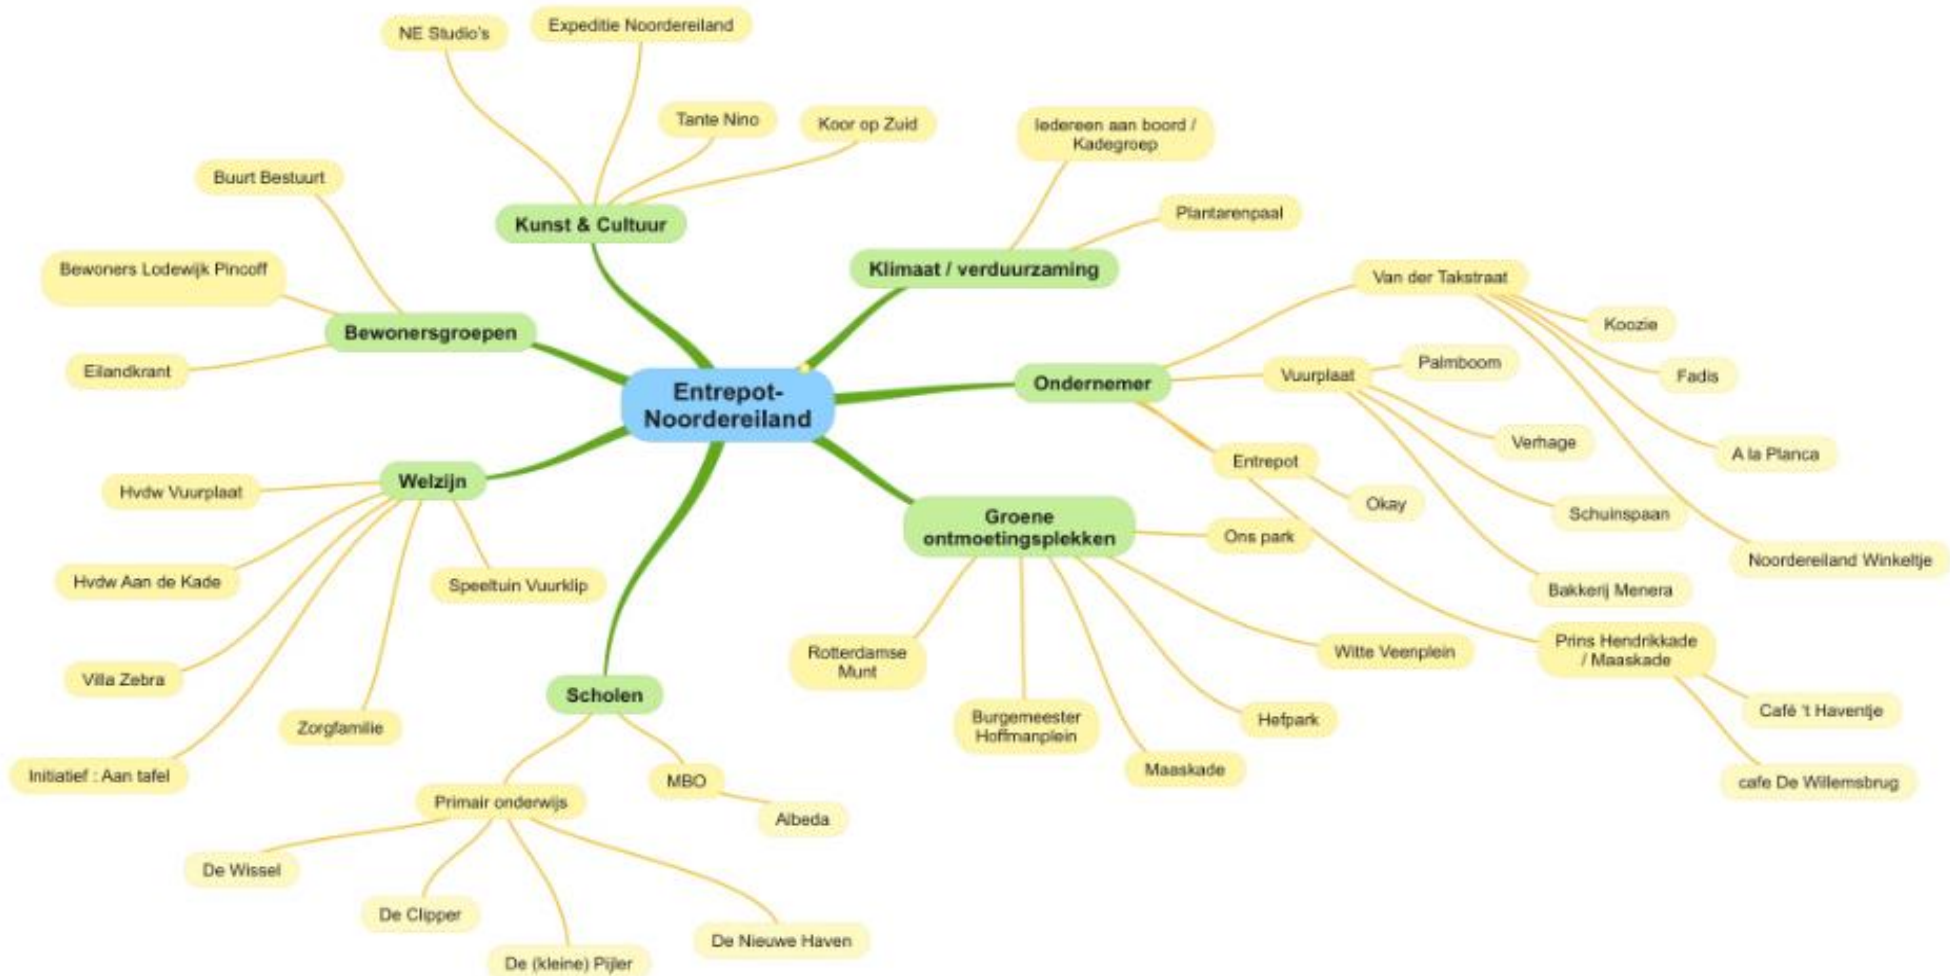 NE Studio's
Expeditie Noordereiland
Tante Nino
Koor op Zuid
Kunst & Cultuur
Iedereen aan boord /
Kadegroep
Plantarenpaal
Klimaat / verduurzaming
Buurt Bestuurt
Bewoners Lodewijk Pincoff
Eilandkrant
Bewonersgroepen
Entrepot-
Noordereiland
Ondernemer
Van der Takstraat
Koozie
Fadis
A la Planca
Noordereiland Winkeltje
Vuurplaat
Palmboom
Verhage
Schuinspaan
Bakkerij Menera
Entrepot
Okay
Prins Hendrikkade
/ Maaskade
Café 't Haventje
cafe De Willemsbrug
Groene
ontmoetingsplekken
Ons park
Witte Veenplein
Hefpark
Maaskade
Burgemeester
Hoffmanplein
Rotterdamse
Munt
Welzijn
Hvdw Vuurplaat
Hvdw Aan de Kade
Villa Zebra
Initiatief : Aan tafel
Zorgfamilie
Speeltuin Vuurklip
Scholen
Primair onderwijs
De Wissel
De Clipper
De (kleine) Pijler
De Nieuwe Haven
MBO
Albeda